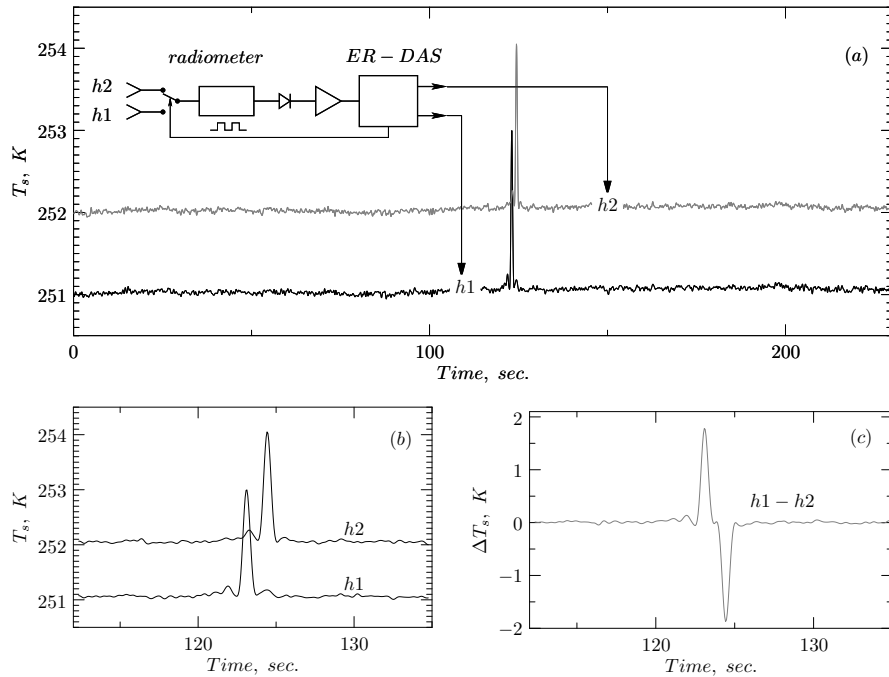 254
253
252
251
T_s, K
radiometer
ER − DAS
(a)
h2
h1
h2
h1
0
100
200
Time, sec.
254
253
252
251
T_s, K
(b)
h2
h1
120
130
Time, sec.
2
1
0
−1
−2
ΔT_s, K
(c)
h1 − h2
120
130
Time, sec.